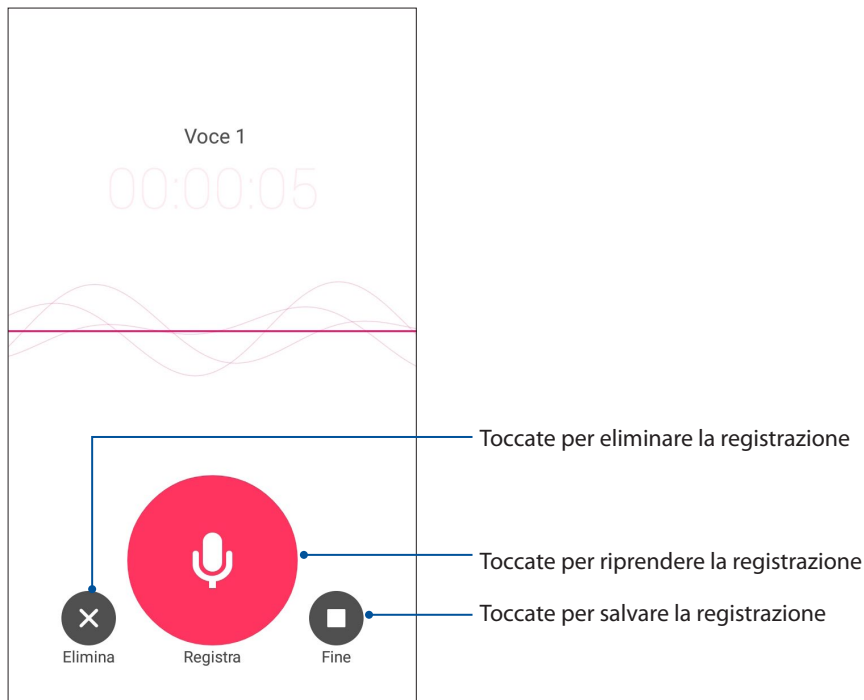 Voce 1
00:00:05
Toccate per eliminare la registrazione
Toccate per riprendere la registrazione
Toccate per salvare la registrazione
Elimina
Registra
Fine